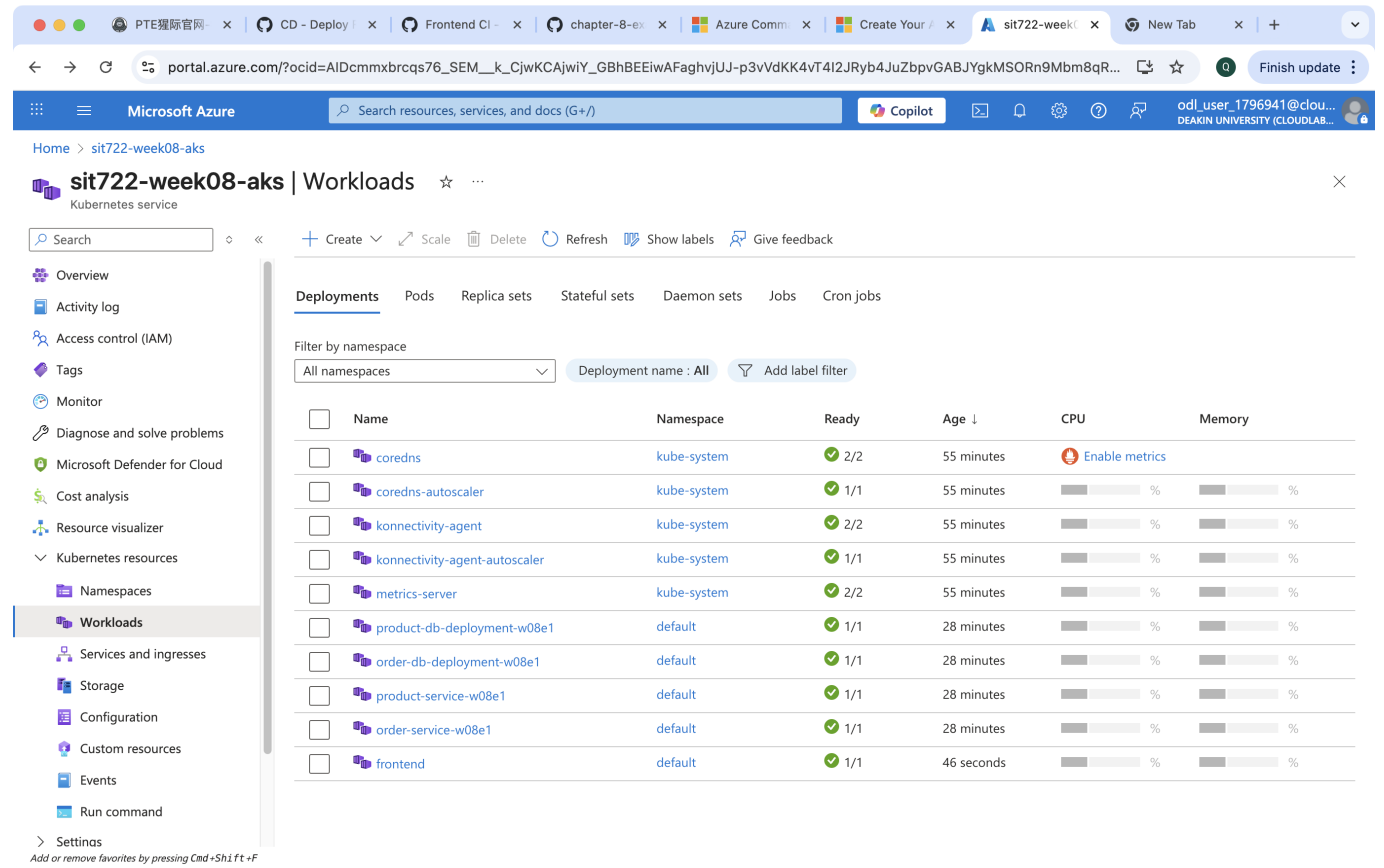 PTE猩际官网-
CD - Deploy
Frontend CI -
chapter-8-ex
Azure Comm
Create Your A
sit722-week0
New Tab
portal.azure.com/?ocid=AIDcmmxbrcqs76_SEM__k_CjwKCAjwiY_GBhBEEiwAFaghvjUJ-p3vVdKK4vT4I2JRyb4JuZbpvGABJYgkMSORn9Mbm8qR...
Q
Finish update
Microsoft Azure
Search resources, services, and docs (G+/)
Copilot
odl_user_1796941@clou...
DEAKIN UNIVERSITY (CLOUDLAB...
Home > sit722-week08-aks
sit722-week08-aks | Workloads
Kubernetes service
Search
Create
Scale
Delete
Refresh
Show labels
Give feedback
Overview
Activity log
Access control (IAM)
Tags
Monitor
Diagnose and solve problems
Microsoft Defender for Cloud
Cost analysis
Resource visualizer
Kubernetes resources
Namespaces
Workloads
Services and ingresses
Storage
Configuration
Custom resources
Events
Run command
Settings
Add or remove favorites by pressing Cmd+Shift+F
Deployments Pods Replica sets Stateful sets Daemon sets Jobs Cron jobs
Filter by namespace
All namespaces
Deployment name : All
Add label filter
Name Namespace Ready Age ↓ CPU Memory
coredns kube-system 2/2 55 minutes Enable metrics
coredns-autoscaler kube-system 1/1 55 minutes % %
konnectivity-agent kube-system 2/2 55 minutes % %
konnectivity-agent-autoscaler kube-system 1/1 55 minutes % %
metrics-server kube-system 2/2 55 minutes % %
product-db-deployment-w08e1 default 1/1 28 minutes % %
order-db-deployment-w08e1 default 1/1 28 minutes % %
product-service-w08e1 default 1/1 28 minutes % %
order-service-w08e1 default 1/1 28 minutes % %
frontend default 1/1 46 seconds % %